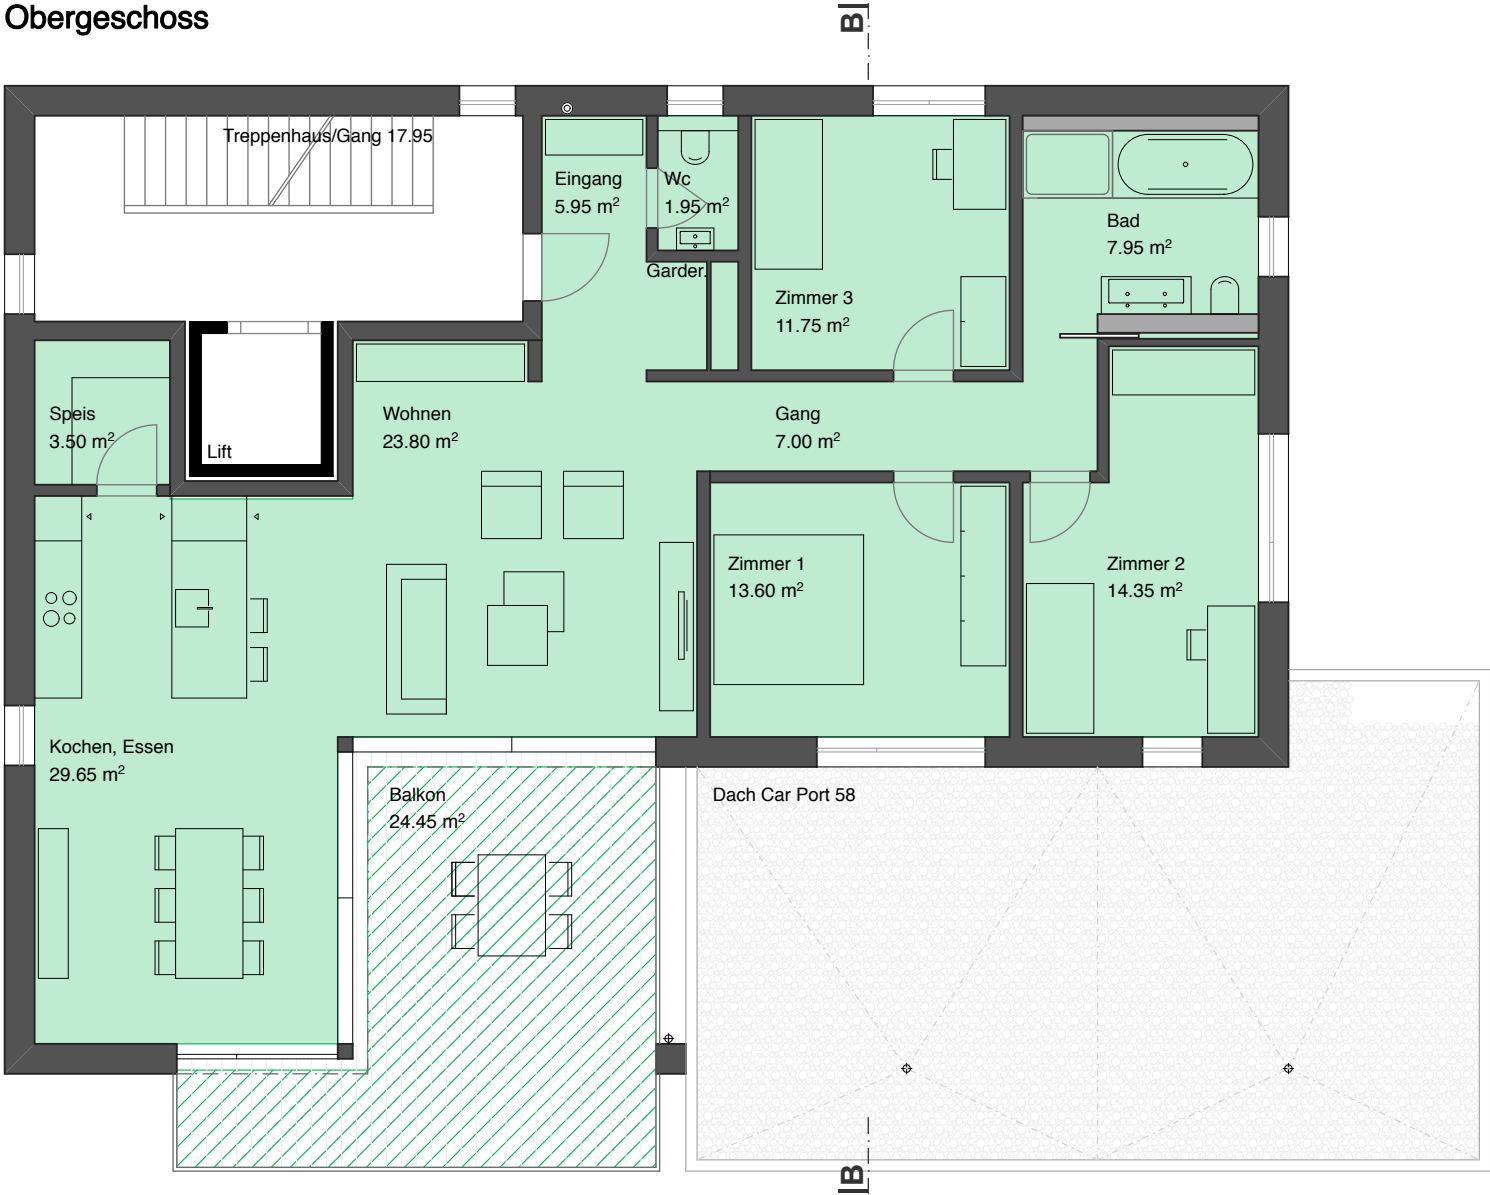 Obergeschoss
B
Treppenhaus/Gang 17.95
Eingang
5.95 m²
Wc
1.95 m²
Garder.
Zimmer 3
11.75 m²
Bad
7.95 m²
Speis
3.50 m²
Lift
Wohnen
23.80 m²
Gang
7.00 m²
Zimmer 1
13.60 m²
Zimmer 2
14.35 m²
Kochen, Essen
29.65 m²
Balkon
24.45 m²
Dach Car Port 58
B